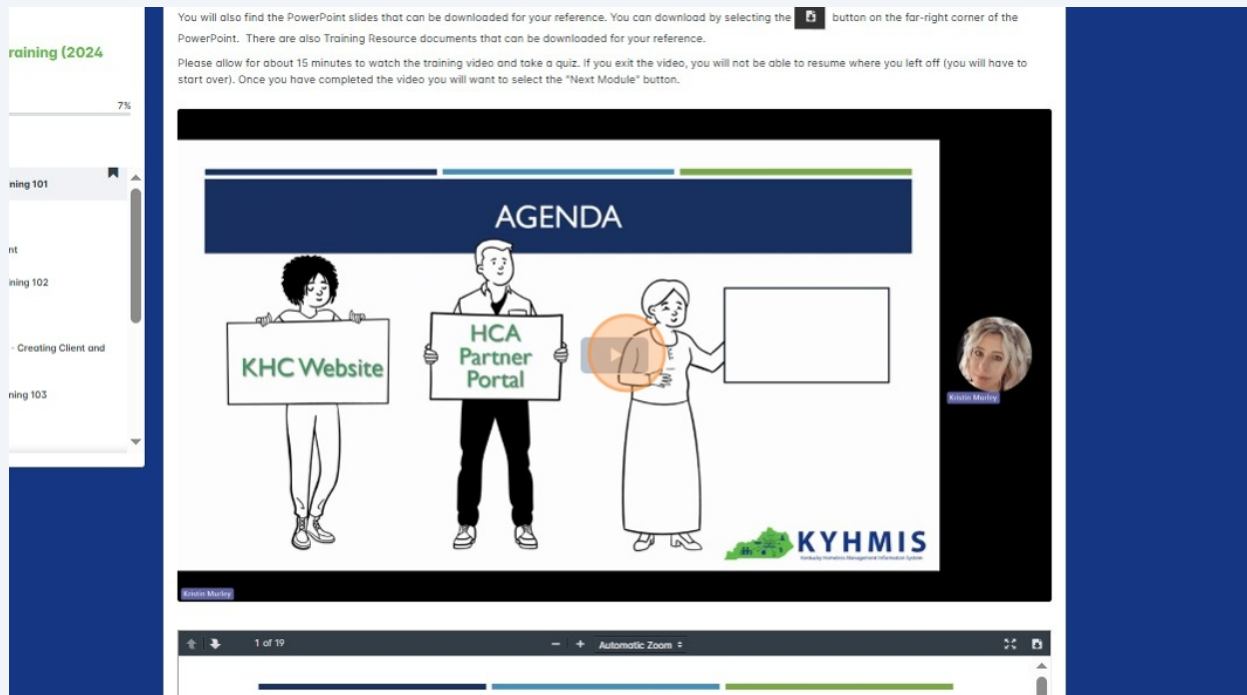 You will also find the PowerPoint slides that can be downloaded for your reference. You can download by selecting the button on the far-right corner of the
PowerPoint. There are also Training Resource documents that can be downloaded for your reference.
Please allow for about 15 minutes to watch the training video and take a quiz. If you exit the video, you will not be able to resume where you left off (you will have to
start over). Once you have completed the video you will want to select the "Next Module" button.
raining (2024
7%
ning 101
nt
ining 102
- Creating Client and
ning 103
AGENDA
KHC Website
HCA
Partner
Portal
KYHMIS
Kentucky Homeless Management Information System
Kristin Murley
Kristin Murley
1 of 19
Automatic Zoom